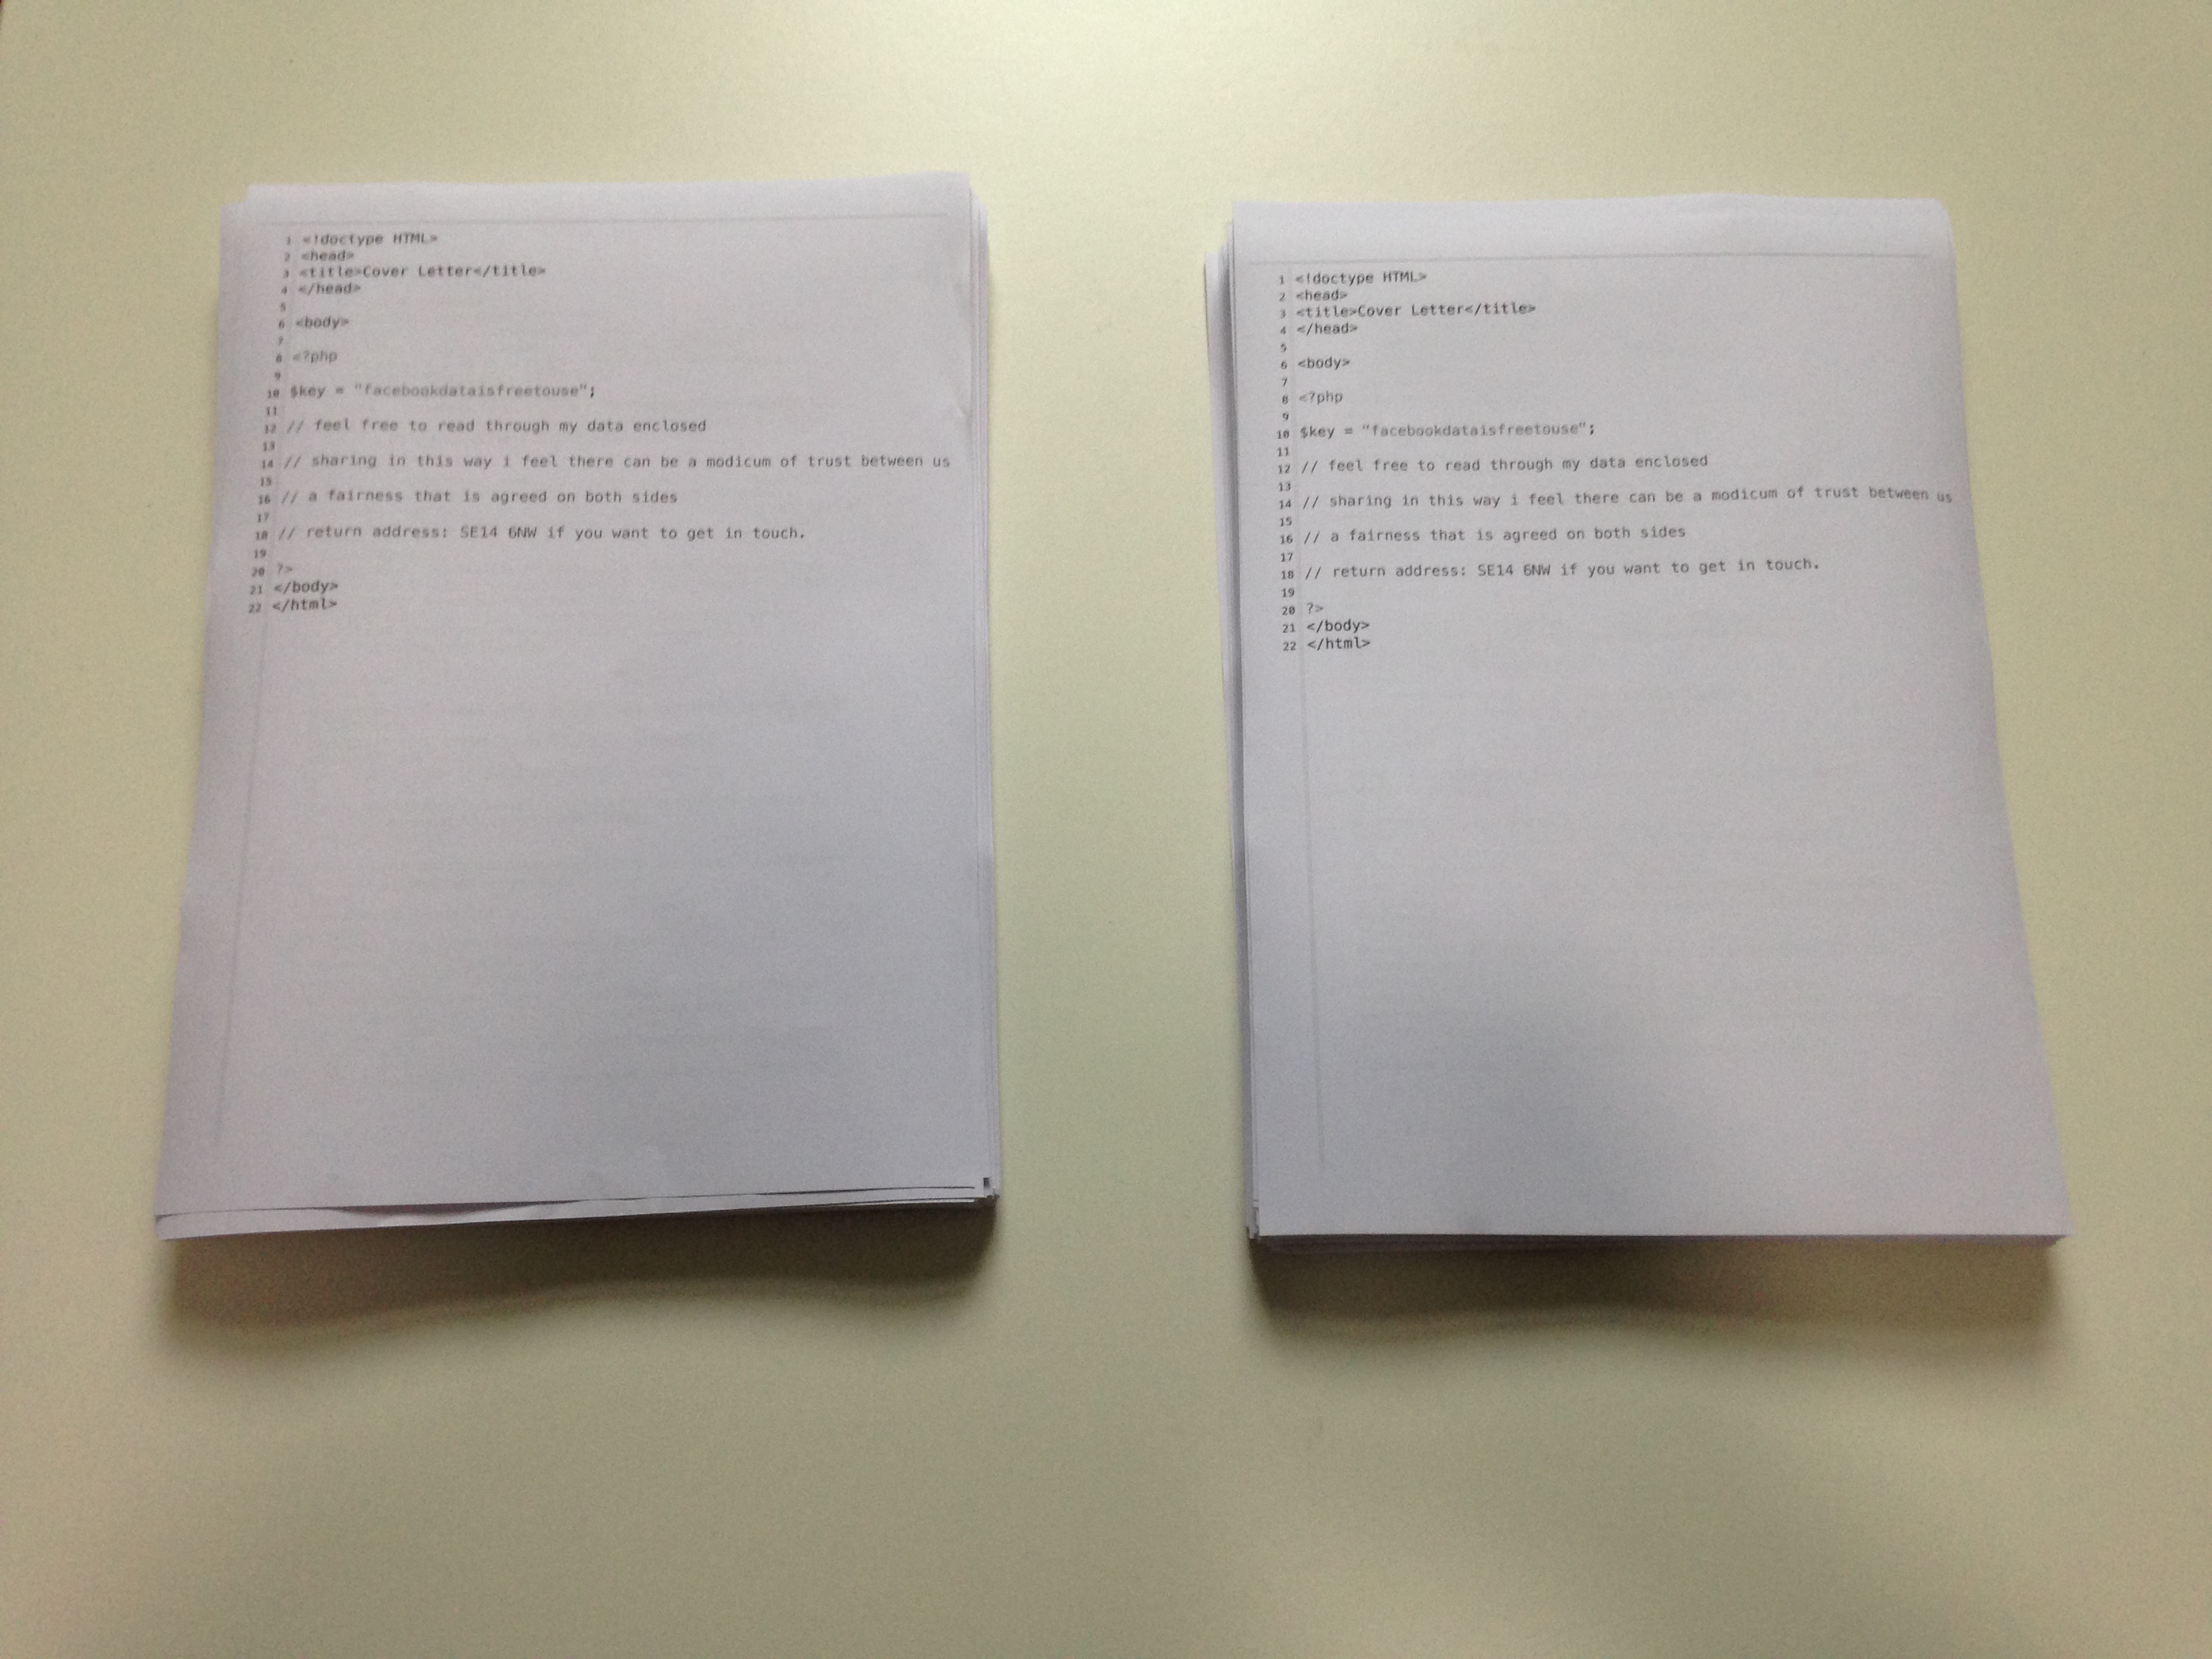 1 <!doctype HTML>
2 <head>
3 <title>Cover Letter</title>
4 </head>
5
6 <body>
7
8 <?php
9
10 $key = "facebookdataisfreetouse";
11
12 // feel free to read through my data enclosed
13
14 // sharing in this way i feel there can be a modicum of trust between us
15
16 // a fairness that is agreed on both sides
17
18 // return address: SE14 6NW if you want to get in touch.
19
20 ?>
21 </body>
22 </html>
1 <!doctype HTML>
2 <head>
3 <title>Cover Letter</title>
4 </head>
5
6 <body>
7
8 <?php
9
10 $key = "facebookdataisfreetouse";
11
12 // feel free to read through my data enclosed
13
14 // sharing in this way i feel there can be a modicum of trust between us
15
16 // a fairness that is agreed on both sides
17
18 // return address: SE14 6NW if you want to get in touch.
19
20 ?>
21 </body>
22 </html>